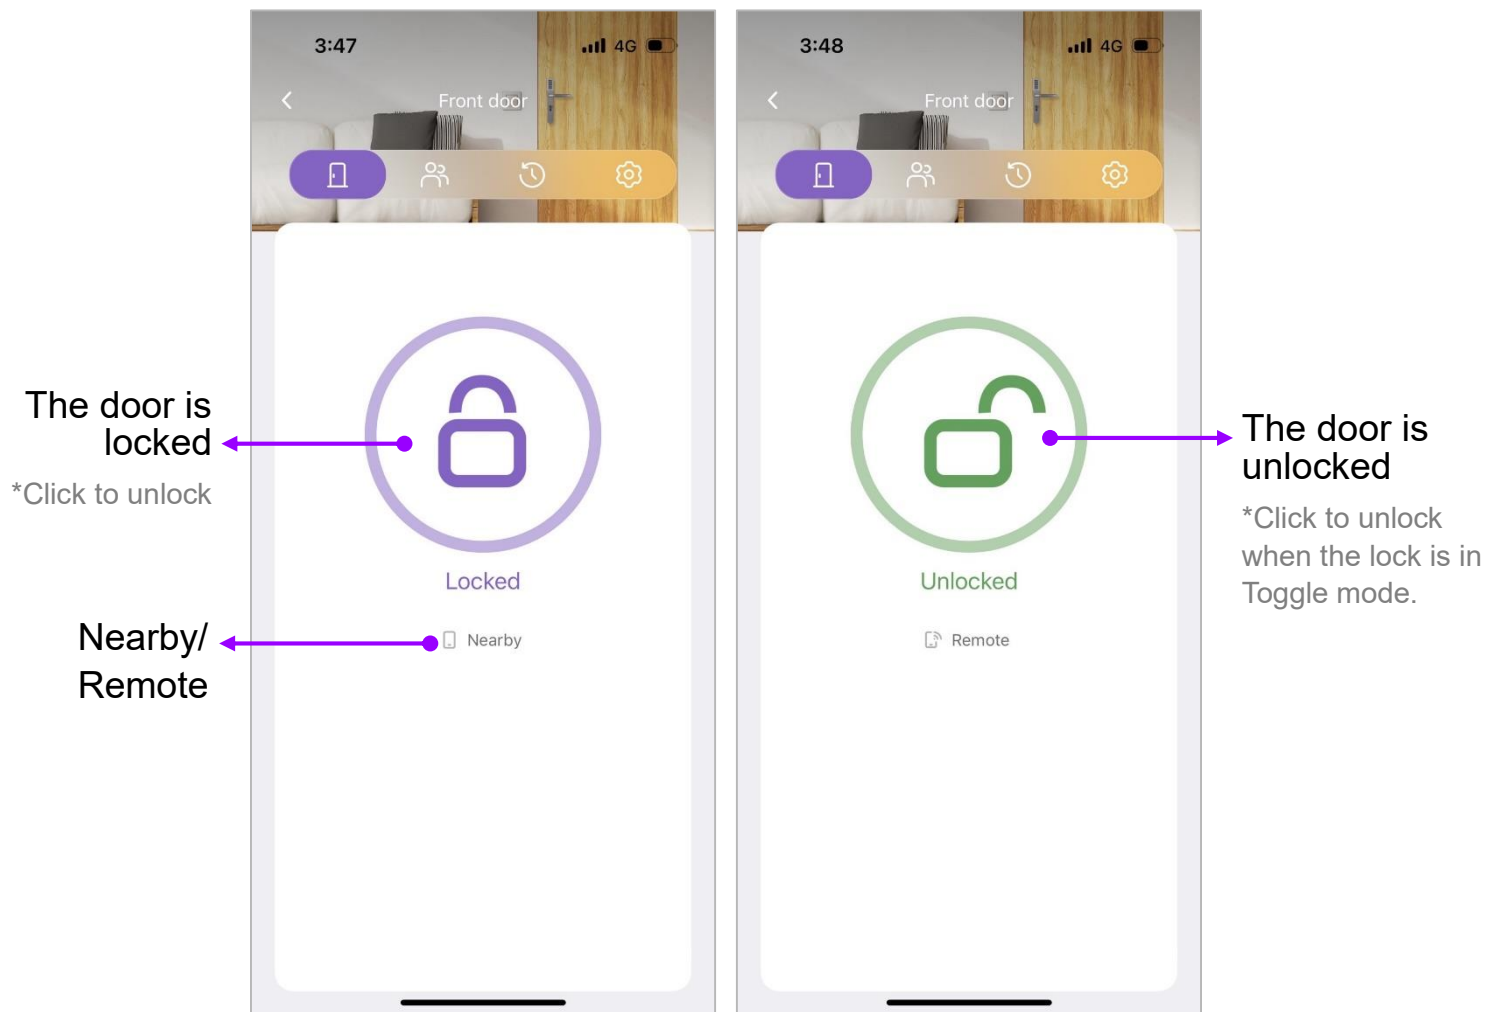 3:47
4G
Front door
The door is
locked
*Click to unlock
Locked
Nearby/
Remote
Nearby
3:48
4G
Front door
Unlocked
Remote
The door is
unlocked
*Click to unlock
when the lock is in
Toggle mode.